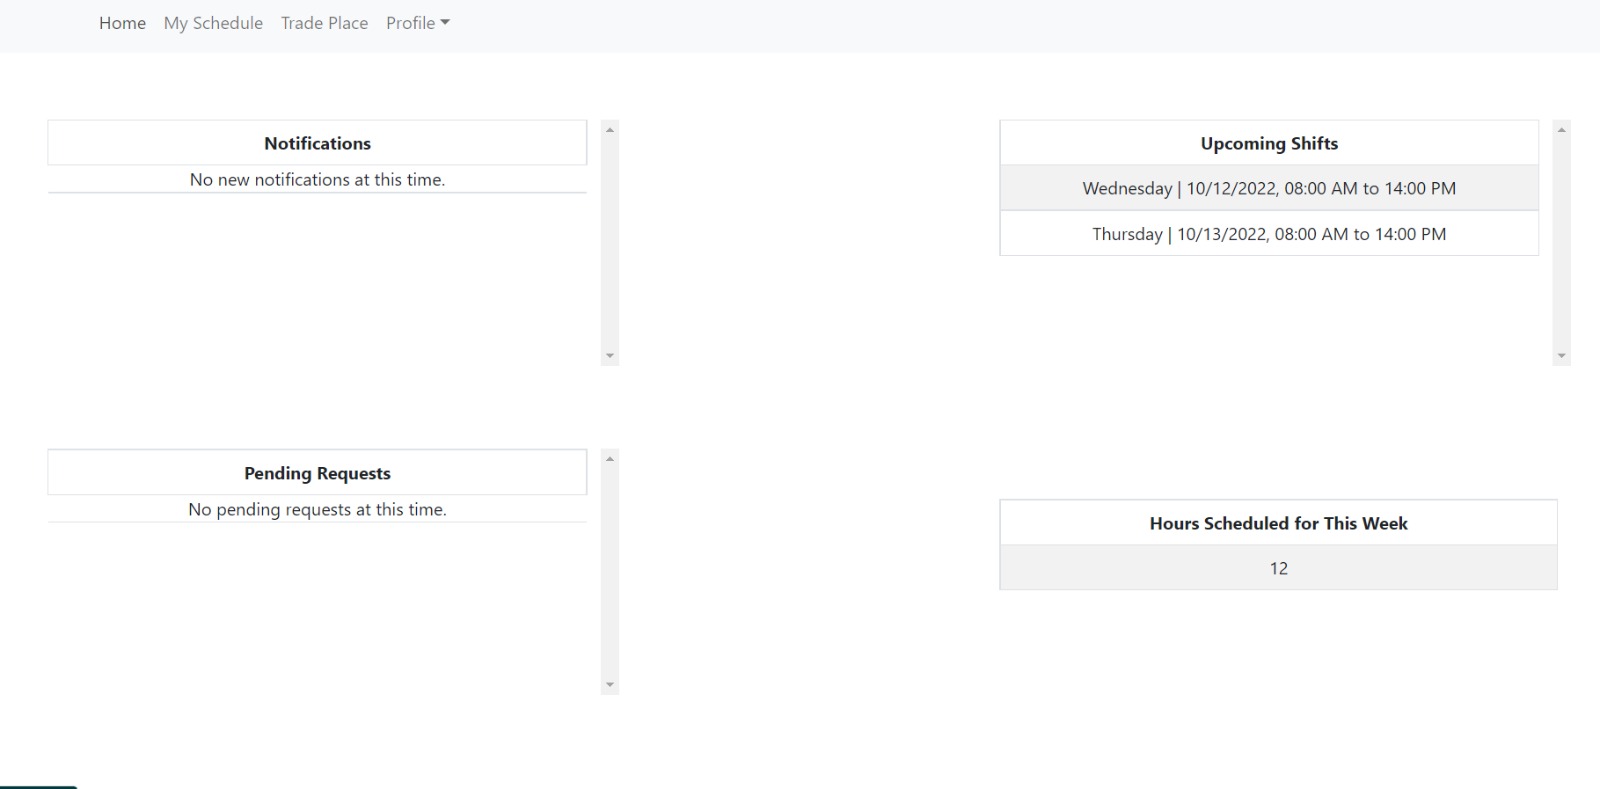 Home My Schedule Trade Place Profile
Notifications
No new notifications at this time.
Upcoming Shifts
Wednesday | 10/12/2022, 08:00 AM to 14:00 PM
Thursday | 10/13/2022, 08:00 AM to 14:00 PM
Pending Requests
No pending requests at this time.
Hours Scheduled for This Week
12